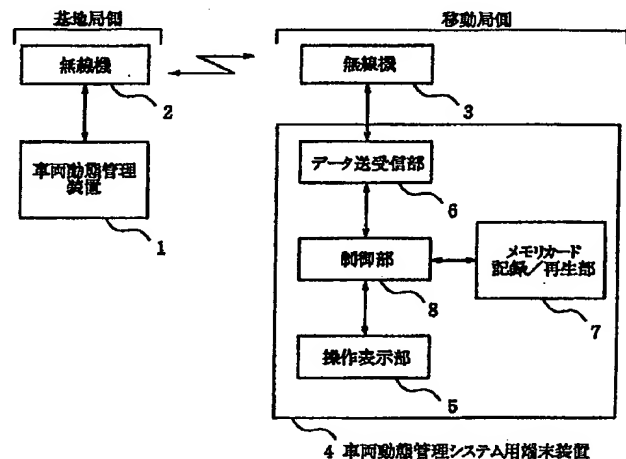 基地局側
移動局側
無線機
2
無線機
3
車両動態管理
装置
1
データ送受信部
6
制御部
8
メモリカード
記録／再生部
7
操作表示部
5
4 車両動態管理システム用端末装置